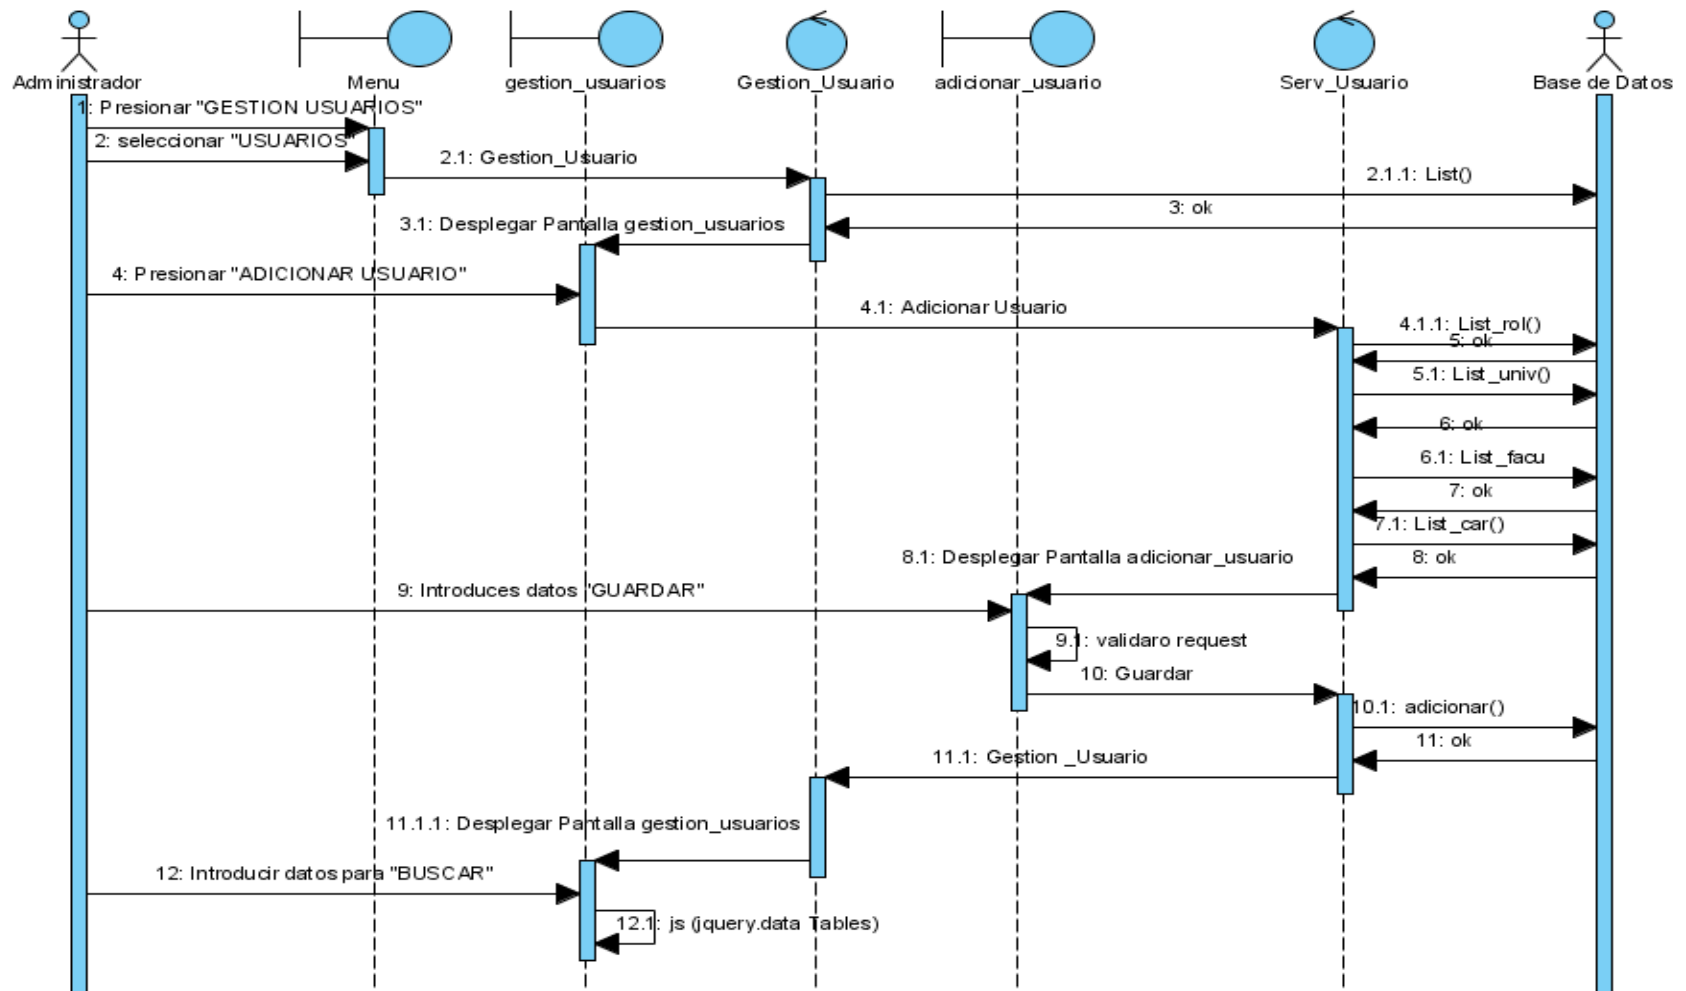 Administrador
Menu
gestion_usuarios
Gestion_Usuario
adicionar_usuario
Serv_Usuario
Base de Datos
1: Presionar "GESTION USUARIOS"
2: seleccionar "USUARIOS"
2.1: Gestion_Usuario
2.1.1: List()
3: ok
3.1: Desplegar Pantalla gestion_usuarios
4: Presionar "ADICIONAR USUARIO"
4.1: Adicionar Usuario
4.1.1: List_rol()
5: ok
5.1: List_univ()
6: ok
6.1: List_facu
7: ok
7.1: List_car()
8: ok
8.1: Desplegar Pantalla adicionar_usuario
9: Introduces datos "GUARDAR"
9.1: validaro request
10: Guardar
10.1: adicionar()
11: ok
11.1: Gestion _Usuario
11.1.1: Desplegar Pantalla gestion_usuarios
12: Introducir datos para "BUSCAR"
12.1: js (jquery.data Tables)